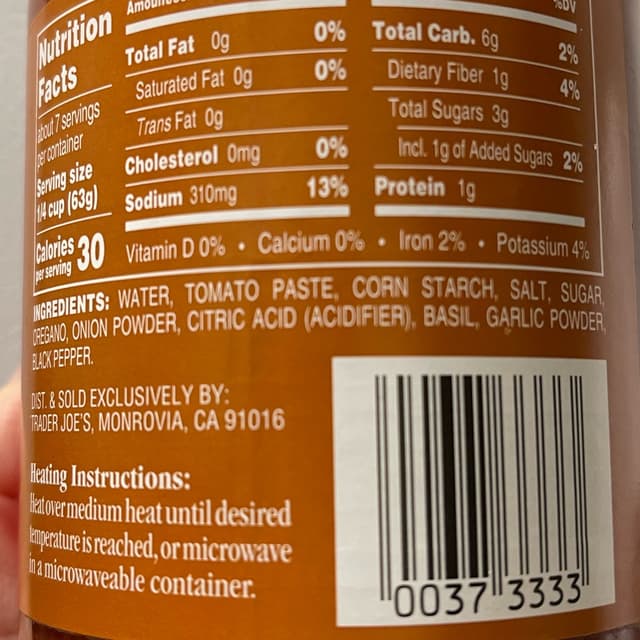 Nutrition
Facts
about 7 servings
per container
Serving size
1/4 cup (63g)
Calories 30
per serving
%DV
Total Fat 0g 0%
Saturated Fat 0g 0%
Trans Fat 0g
Cholesterol 0mg 0%
Sodium 310mg 13%
Total Carb. 6g 2%
Dietary Fiber 1g 4%
Total Sugars 3g
Incl. 1g of Added Sugars 2%
Protein 1g
Vitamin D 0% • Calcium 0% • Iron 2% • Potassium 4%
INGREDIENTS: WATER, TOMATO PASTE, CORN STARCH, SALT, SUGAR,
OREGANO, ONION POWDER, CITRIC ACID (ACIDIFIER), BASIL, GARLIC POWDER,
BLACK PEPPER.
DIST. & SOLD EXCLUSIVELY BY:
TRADER JOE'S, MONROVIA, CA 91016
Heating Instructions:
Heat over medium heat until desired
temperature is reached, or microwave
in a microwaveable container.
0037 3333